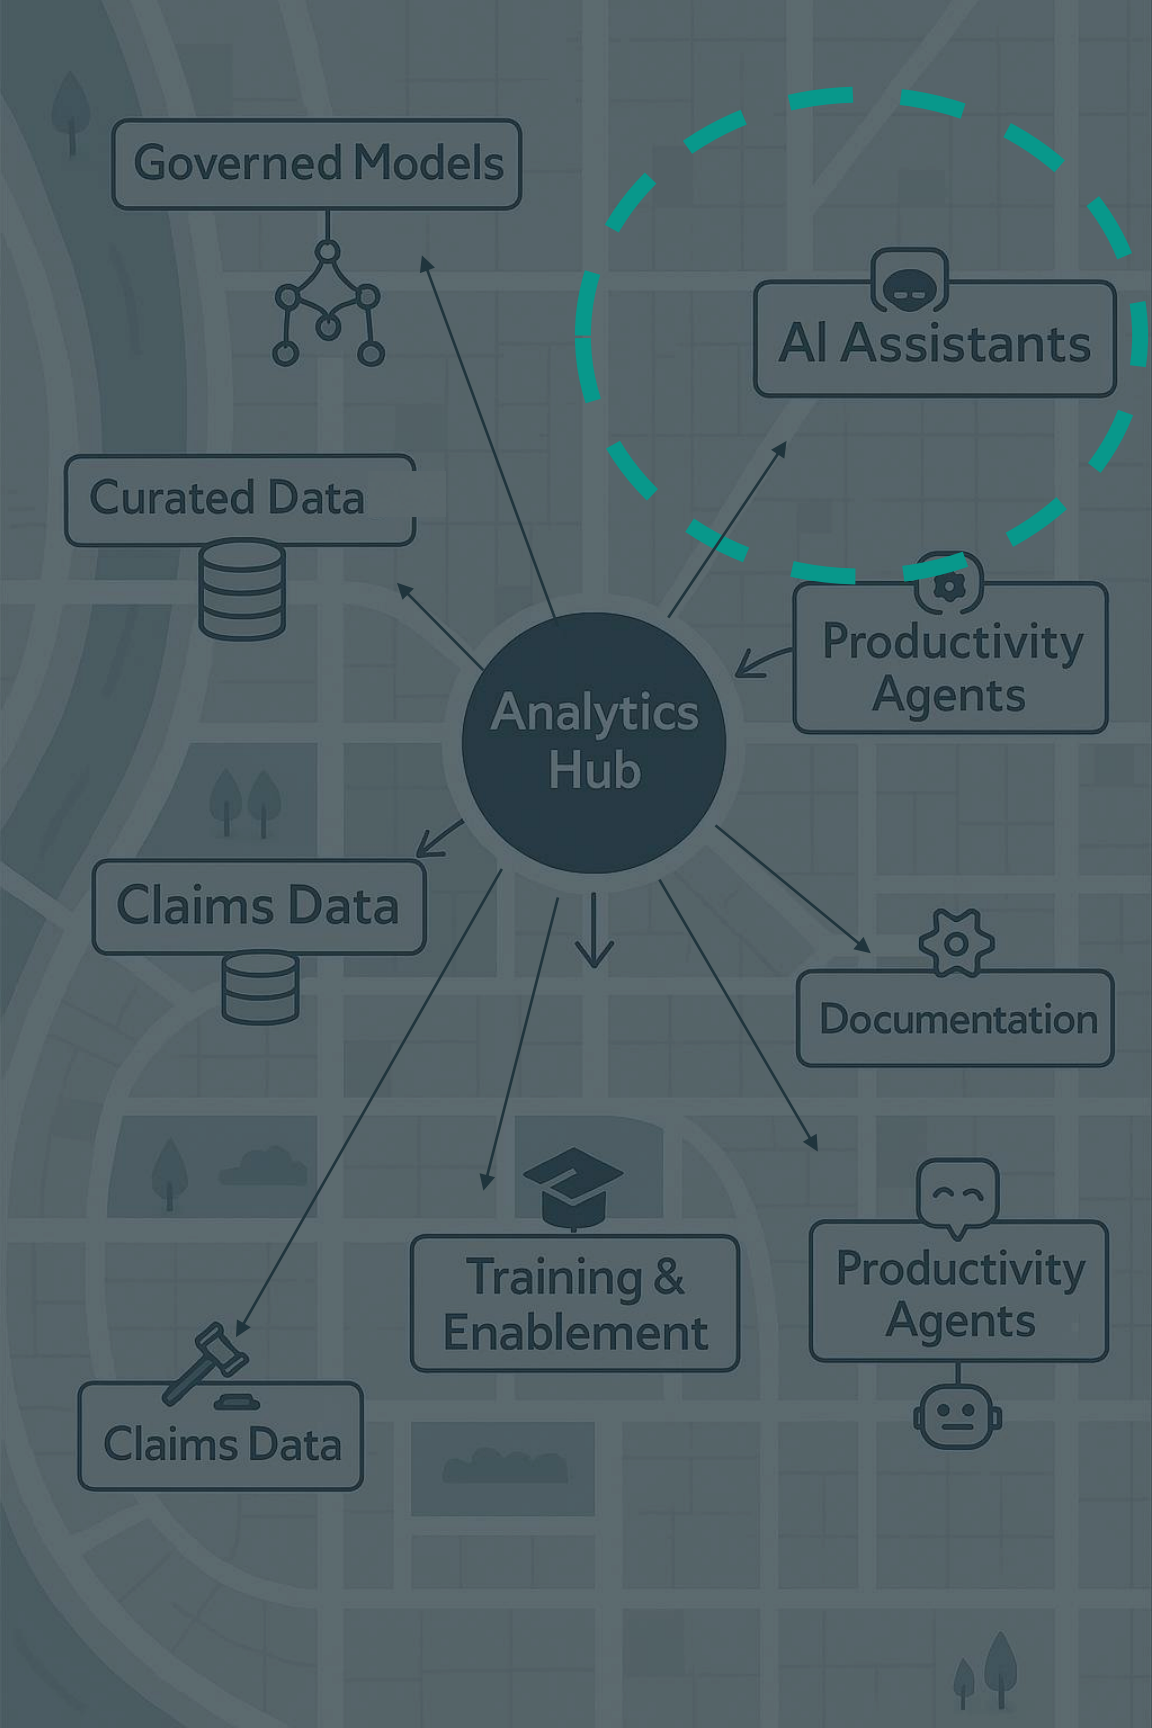 Governed Models
AI Assistants
Curated Data
Productivity
Agents
Analytics
Hub
Claims Data
Documentation
Training &
Enablement
Productivity
Agents
Claims Data